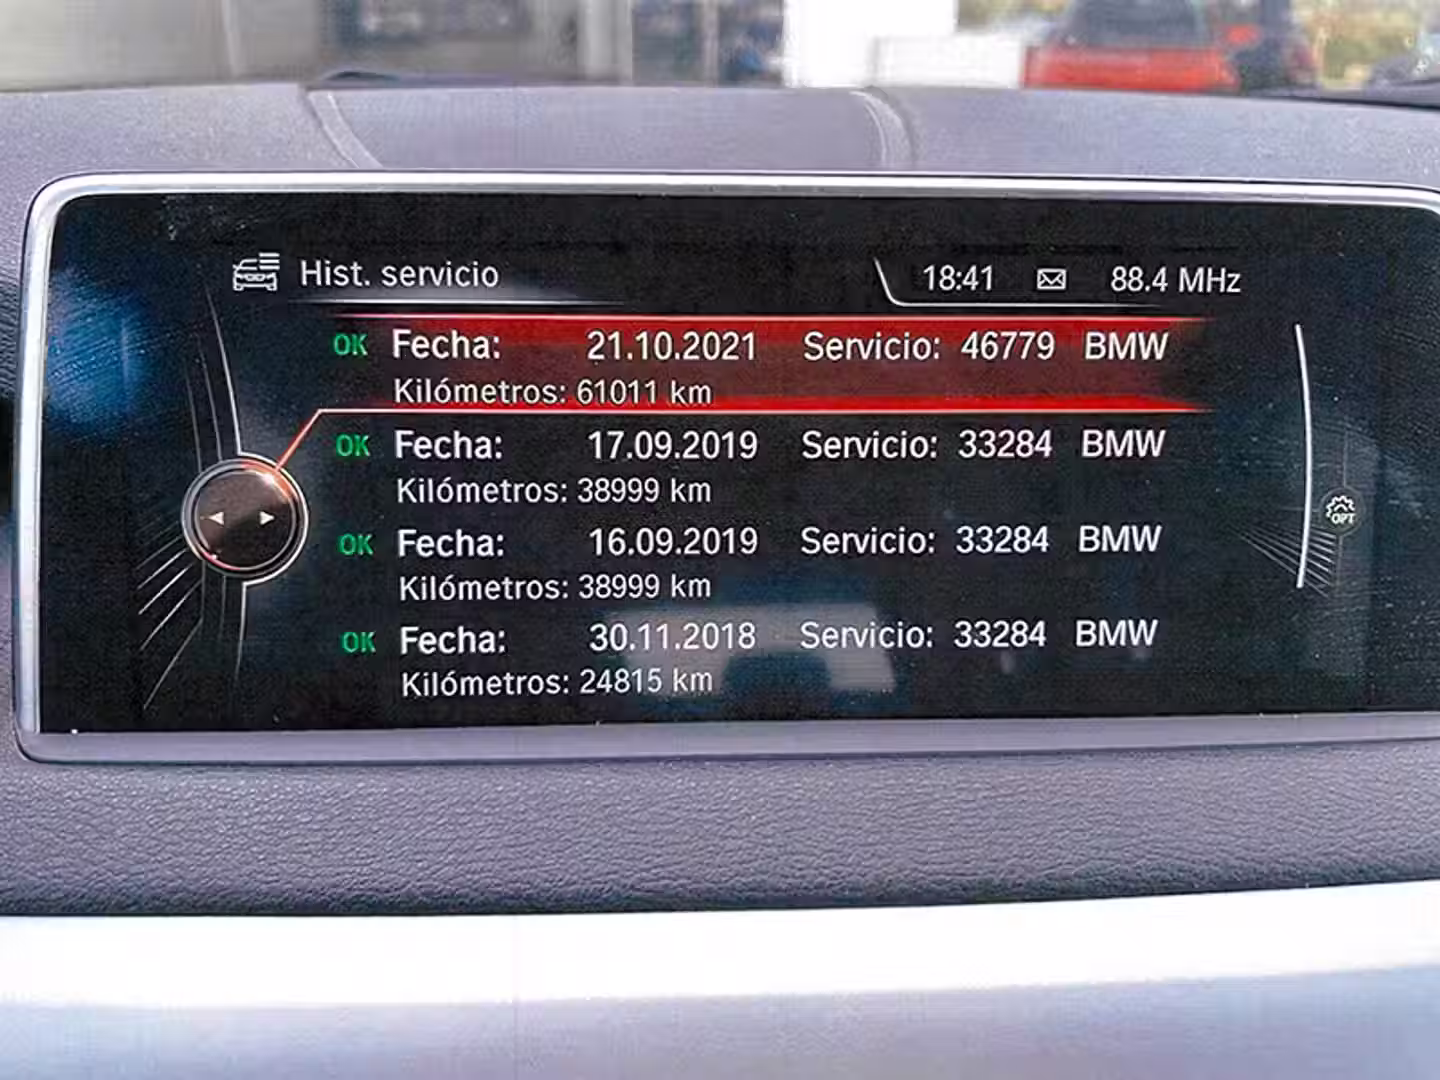 Hist. servicio 18:41 88.4 MHz
OK Fecha: 21.10.2021 Servicio: 46779 BMW
Kilómetros: 61011 km
OK Fecha: 17.09.2019 Servicio: 33284 BMW
Kilómetros: 38999 km
OK Fecha: 16.09.2019 Servicio: 33284 BMW
Kilómetros: 38999 km
OK Fecha: 30.11.2018 Servicio: 33284 BMW
Kilómetros: 24815 km
OPT